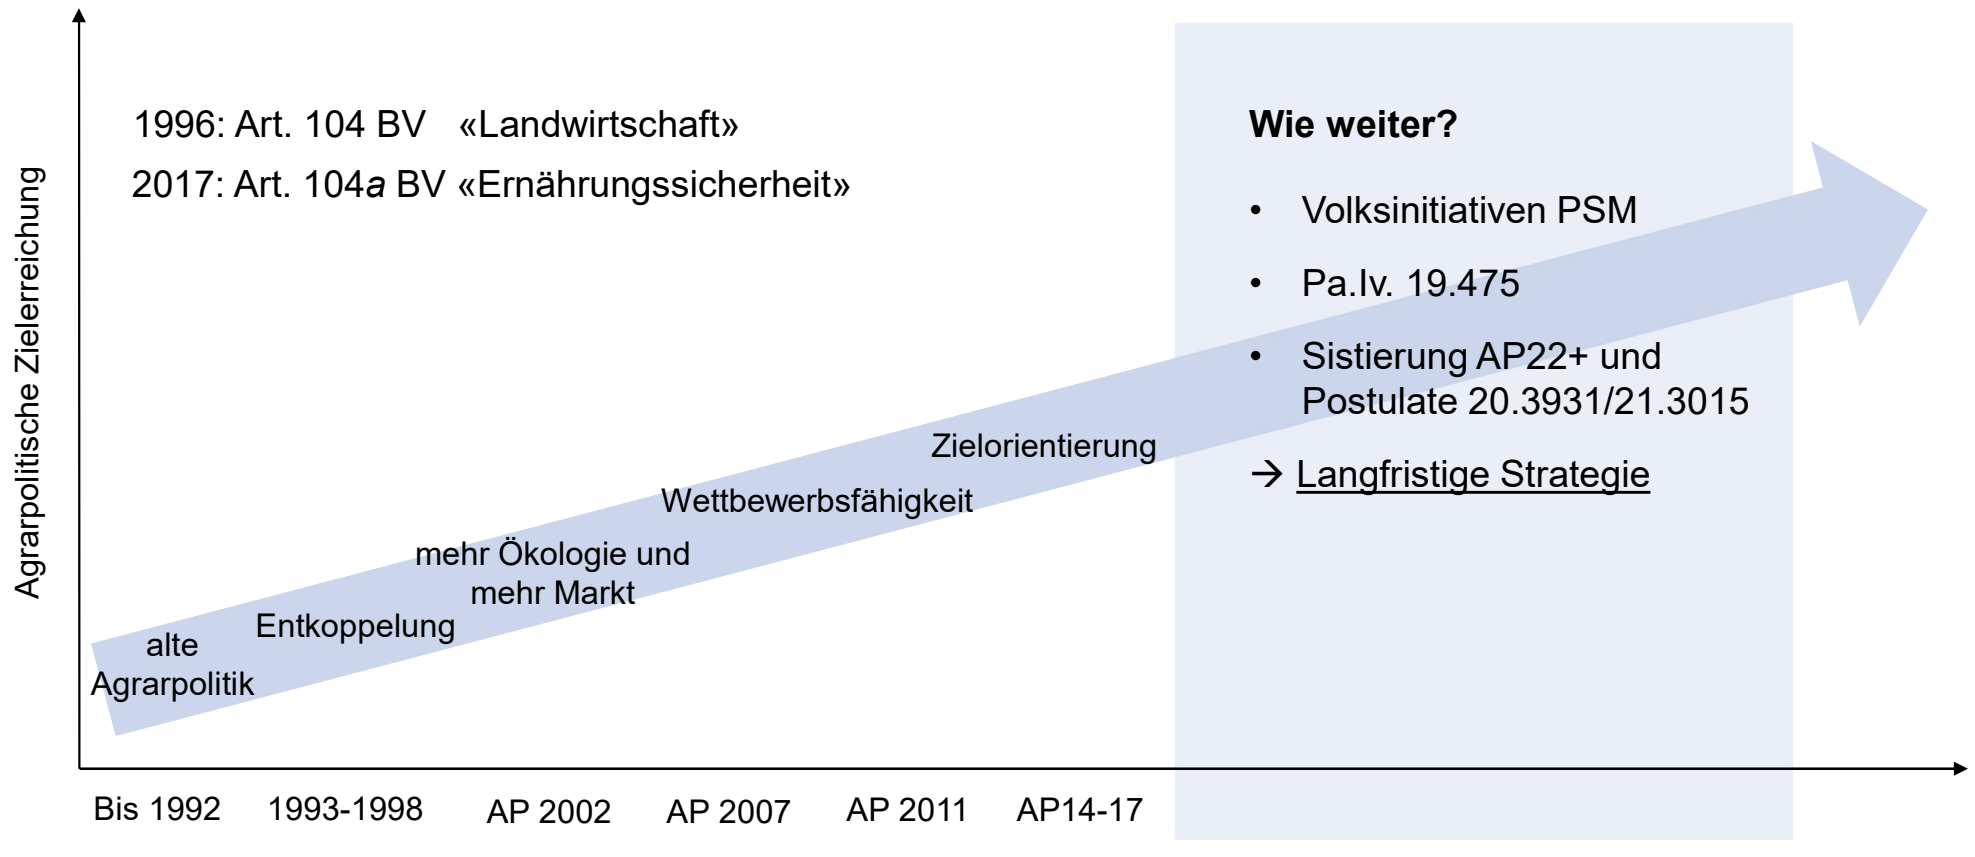 Agrarpolitische Zielerreichung
1996: Art. 104 BV «Landwirtschaft»
2017: Art. 104a BV «Ernährungssicherheit»
alte
Agrarpolitik
Entkoppelung
mehr Ökologie und
mehr Markt
Wettbewerbsfähigkeit
Zielorientierung
Wie weiter?
• Volksinitiativen PSM
• Pa.Iv. 19.475
• Sistierung AP22+ und
Postulate 20.3931/21.3015
→ Langfristige Strategie
Bis 1992
1993-1998
AP 2002
AP 2007
AP 2011
AP14-17